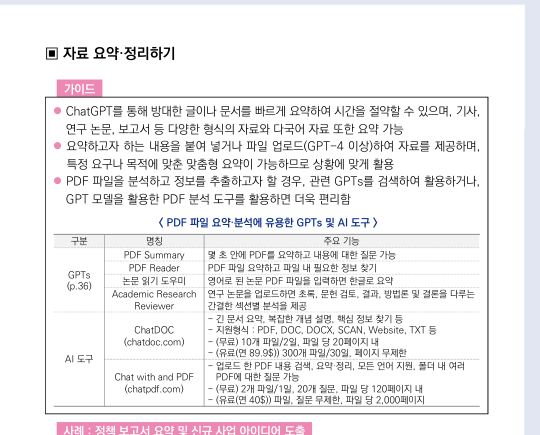 ▣ 자료 요약·정리하기
가이드
● ChatGPT를 통해 방대한 글이나 문서를 빠르게 요약하여 시간을 절약할 수 있으며, 기사,
연구 논문, 보고서 등 다양한 형식의 자료와 다국어 자료 또한 요약 가능
● 요약하고자 하는 내용을 붙여 넣거나 파일 업로드(GPT-4 이상)하여 자료를 제공하며,
특정 요구나 목적에 맞춘 맞춤형 요약이 가능하므로 상황에 맞게 활용
● PDF 파일을 분석하고 정보를 추출하고자 할 경우, 관련 GPTs를 검색하여 활용하거나,
GPT 모델을 활용한 PDF 분석 도구를 활용하면 더욱 편리함
〈 PDF 파일 요약·분석에 유용한 GPTs 및 AI 도구 〉
구분 명칭 주요 기능
GPTs
(p.36)
PDF Summary 몇 초 안에 PDF를 요약하고 내용에 대한 질문 가능
PDF Reader PDF 파일 요약하고 파일 내 필요한 정보 찾기
논문 읽기 도우미 영어로 된 논문 PDF 파일을 입력하면 한글로 요약
Academic Research
Reviewer
연구 논문을 업로드하면 초록, 문헌 검토, 결과, 방법론 및 결론을 다루는
간결한 섹션별 분석을 제공
AI 도구
ChatDOC
(chatdoc.com)
- 긴 문서 요약, 복잡한 개념 설명, 핵심 정보 찾기 등
- 지원형식 : PDF, DOC, DOCX, SCAN, Website, TXT 등
- (무료) 10개 파일/2일, 파일 당 20페이지 내
- (유료(연 89.9$)) 300개 파일/30일, 페이지 무제한
Chat with and PDF
(chatpdf.com)
- 업로드 한 PDF 내용 검색, 요약·정리, 모든 언어 지원, 폴더 내 여러
PDF에 대한 질문 가능
- (무료) 2개 파일/1일, 20개 질문, 파일 당 120페이지 내
- (유료(연 40$)) 파일, 질문 무제한, 파일 당 2,000페이지
사례 : 정책 보고서 요약 및 신규 사업 아이디어 도출